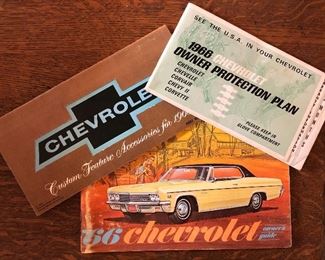 SEE THE U.S.A. IN YOUR CHEVROLET
1966 CHEVROLET
OWNER PROTECTION PLAN
CHEVROLET
CHEVELLE
CORVAIR
CHEVY II
CORVETTE
PLEASE KEEP IN
GLOVE COMPARTMENT
CHEVROLET
Custom Feature Accessories for
'66 chevrolet
owner's
guide